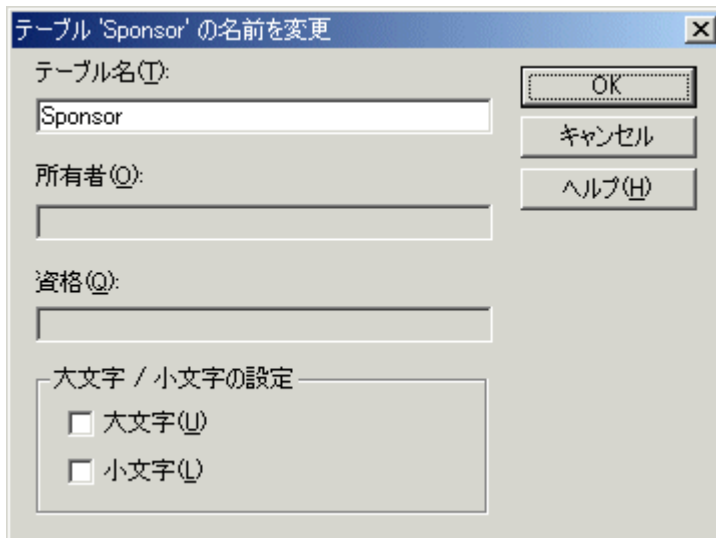 テーブル 'Sponsor' の名前を変更
テーブル名(T):
Sponsor
所有者(O):
資格(Q):
大文字 / 小文字の設定
大文字(U)
小文字(L)
OK
キャンセル
ヘルプ(H)